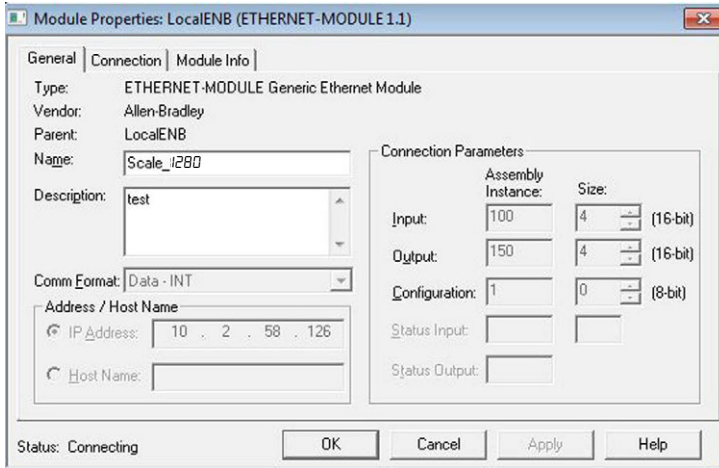 Module Properties: LocalENB (ETHERNET-MODULE 1.1)
General
Connection
Module Info
Type: ETHERNET-MODULE Generic Ethernet Module
Vendor: Allen-Bradley
Parent: LocalENB
Name: Scale_1280
Description: test
Comm Format: Data - INT
Address / Host Name
IP Address: 10 . 2 . 58 . 126
Host Name:
Connection Parameters
Assembly Instance:
Size:
Input: 100 4 (16-bit)
Output: 150 4 (16-bit)
Configuration: 1 0 (8-bit)
Status Input:
Status Output:
Status: Connecting
OK
Cancel
Apply
Help